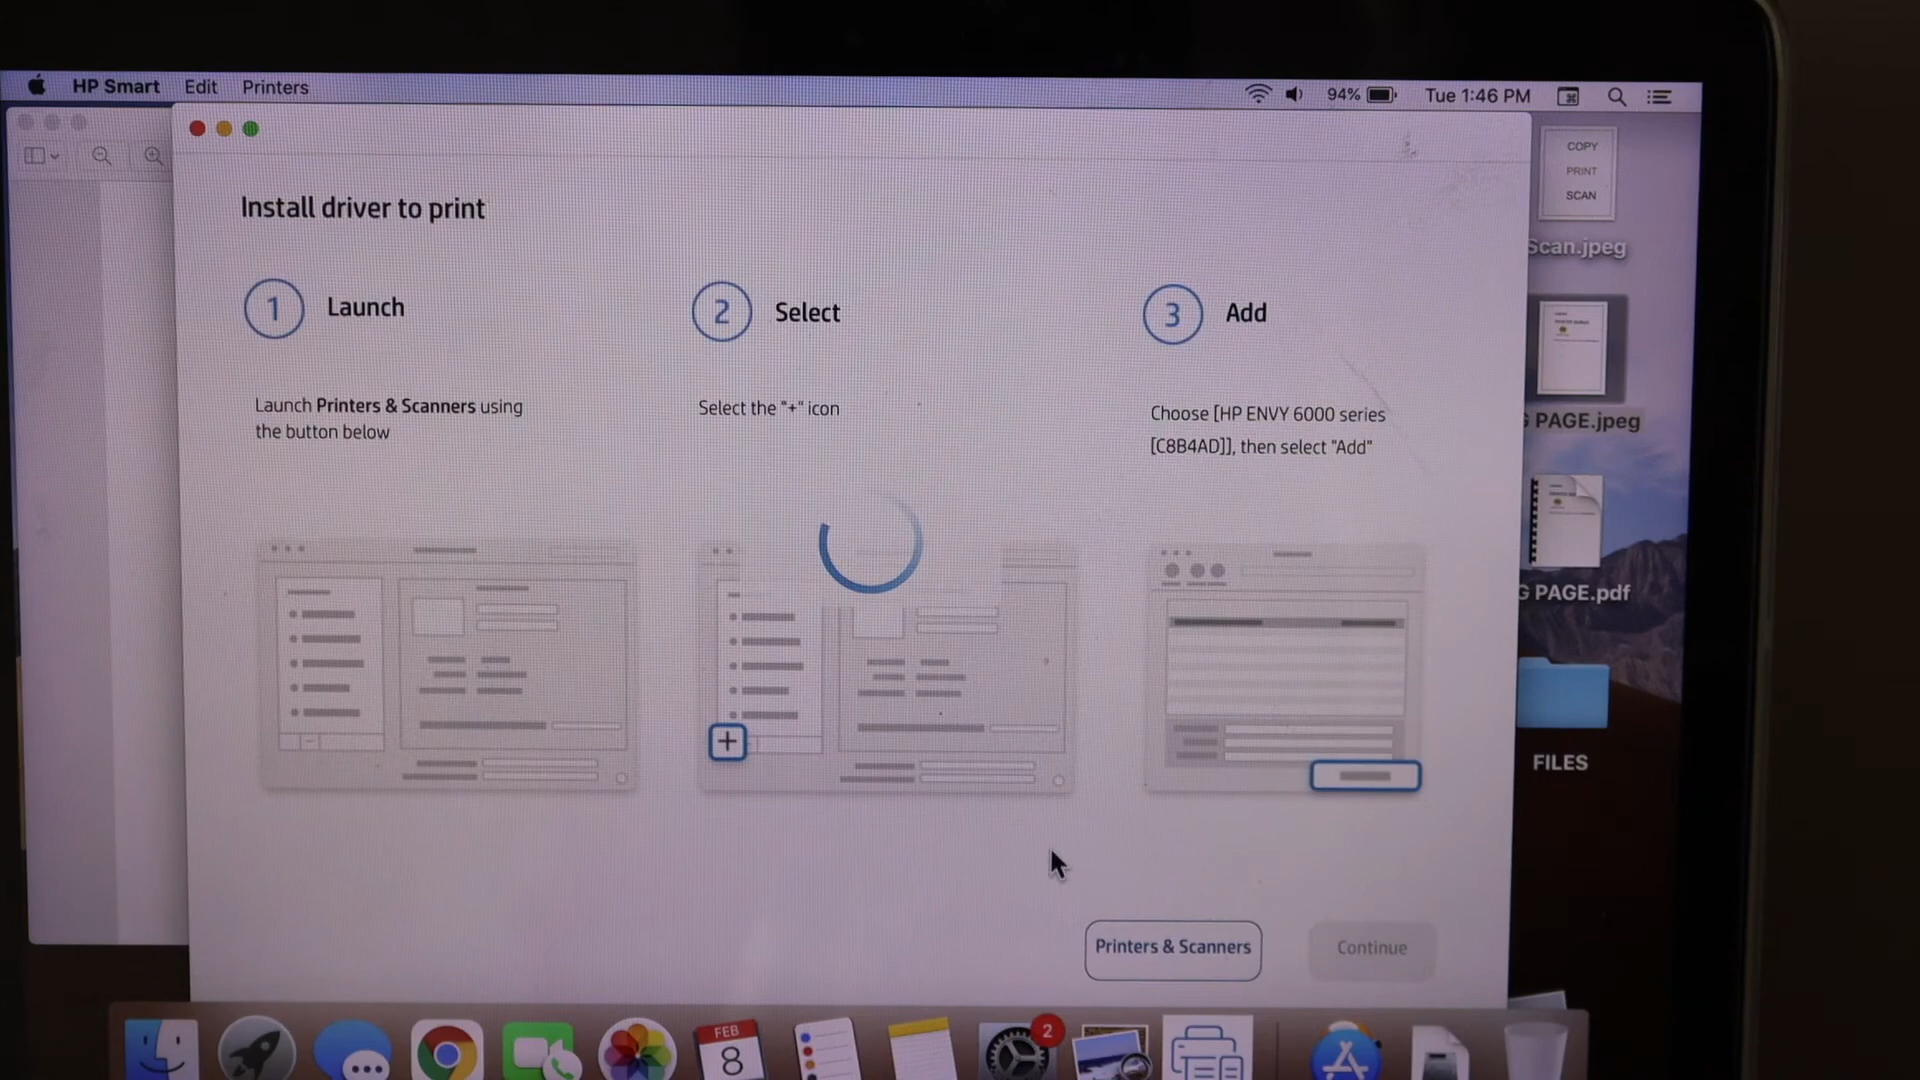 HP Smart Edit Printers 94% Tue 1:46 PM
COPY
PRINT
SCAN
Scan.jpeg
Install driver to print
1 Launch
2 Select
3 Add
Launch Printers & Scanners using
the button below
Select the "+" icon
Choose [HP ENVY 6000 series
[C8B4AD]], then select "Add"
PAGE.jpeg
G PAGE.pdf
FILES
+
Printers & Scanners
Continue
FEB
8
2